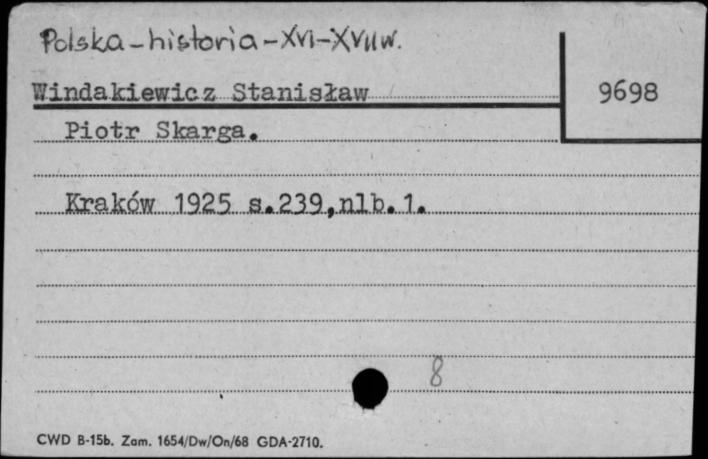 Polska-historia-XVI-XVIIw.
Windakiewicz Stanisław
9698
Piotr Skarga.
Kraków 1925 s.239,nlb.1.
8
CWD B-15b. Zam. 1654/Dw/On/68 GDA-2710.